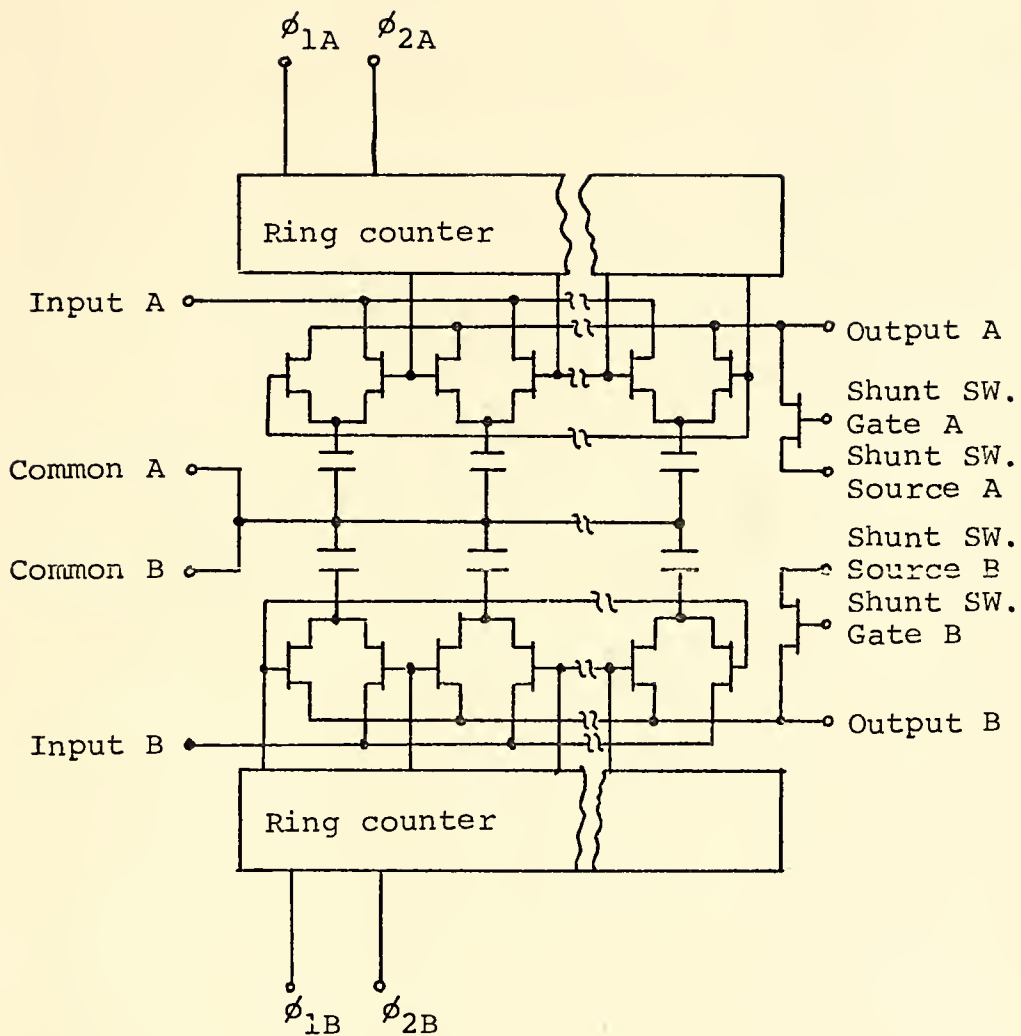 ϕ1A ϕ2A
Ring counter
Input A
Output A
Shunt SW.
Gate A
Shunt SW.
Source A
Common A
Common B
Shunt SW.
Source B
Shunt SW.
Gate B
Output B
Input B
Ring counter
ϕ1B ϕ2B